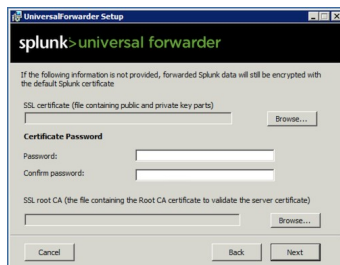 UniversalForwarder Setup
splunk>universal forwarder
If the following information is not provided, forwarded Splunk data will still be encrypted with
the default Splunk certificate
SSL certificate (file containing public and private key parts)
Browse...
Certificate Password
Password:
Confirm password:
SSL root CA (the file containing the Root CA certificate to validate the server certificate)
Browse...
Cancel
Back
Next